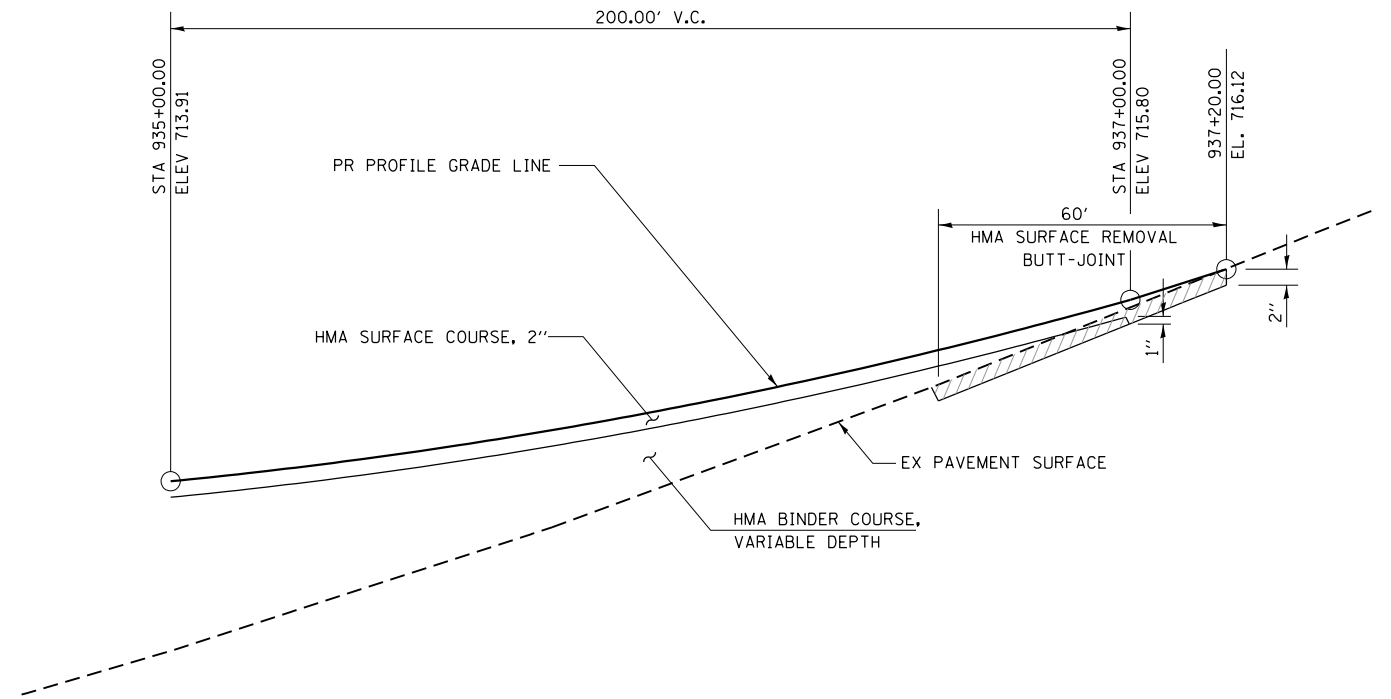 200.00' V.C.
STA 935+00.00
ELEV 713.91
STA 937+00.00
ELEV 715.80
937+20.00
EL. 716.12
PR PROFILE GRADE LINE
60'
HMA SURFACE REMOVAL
BUTT-JOINT
HMA SURFACE COURSE, 2"
1"
2"
EX PAVEMENT SURFACE
HMA BINDER COURSE,
VARIABLE DEPTH